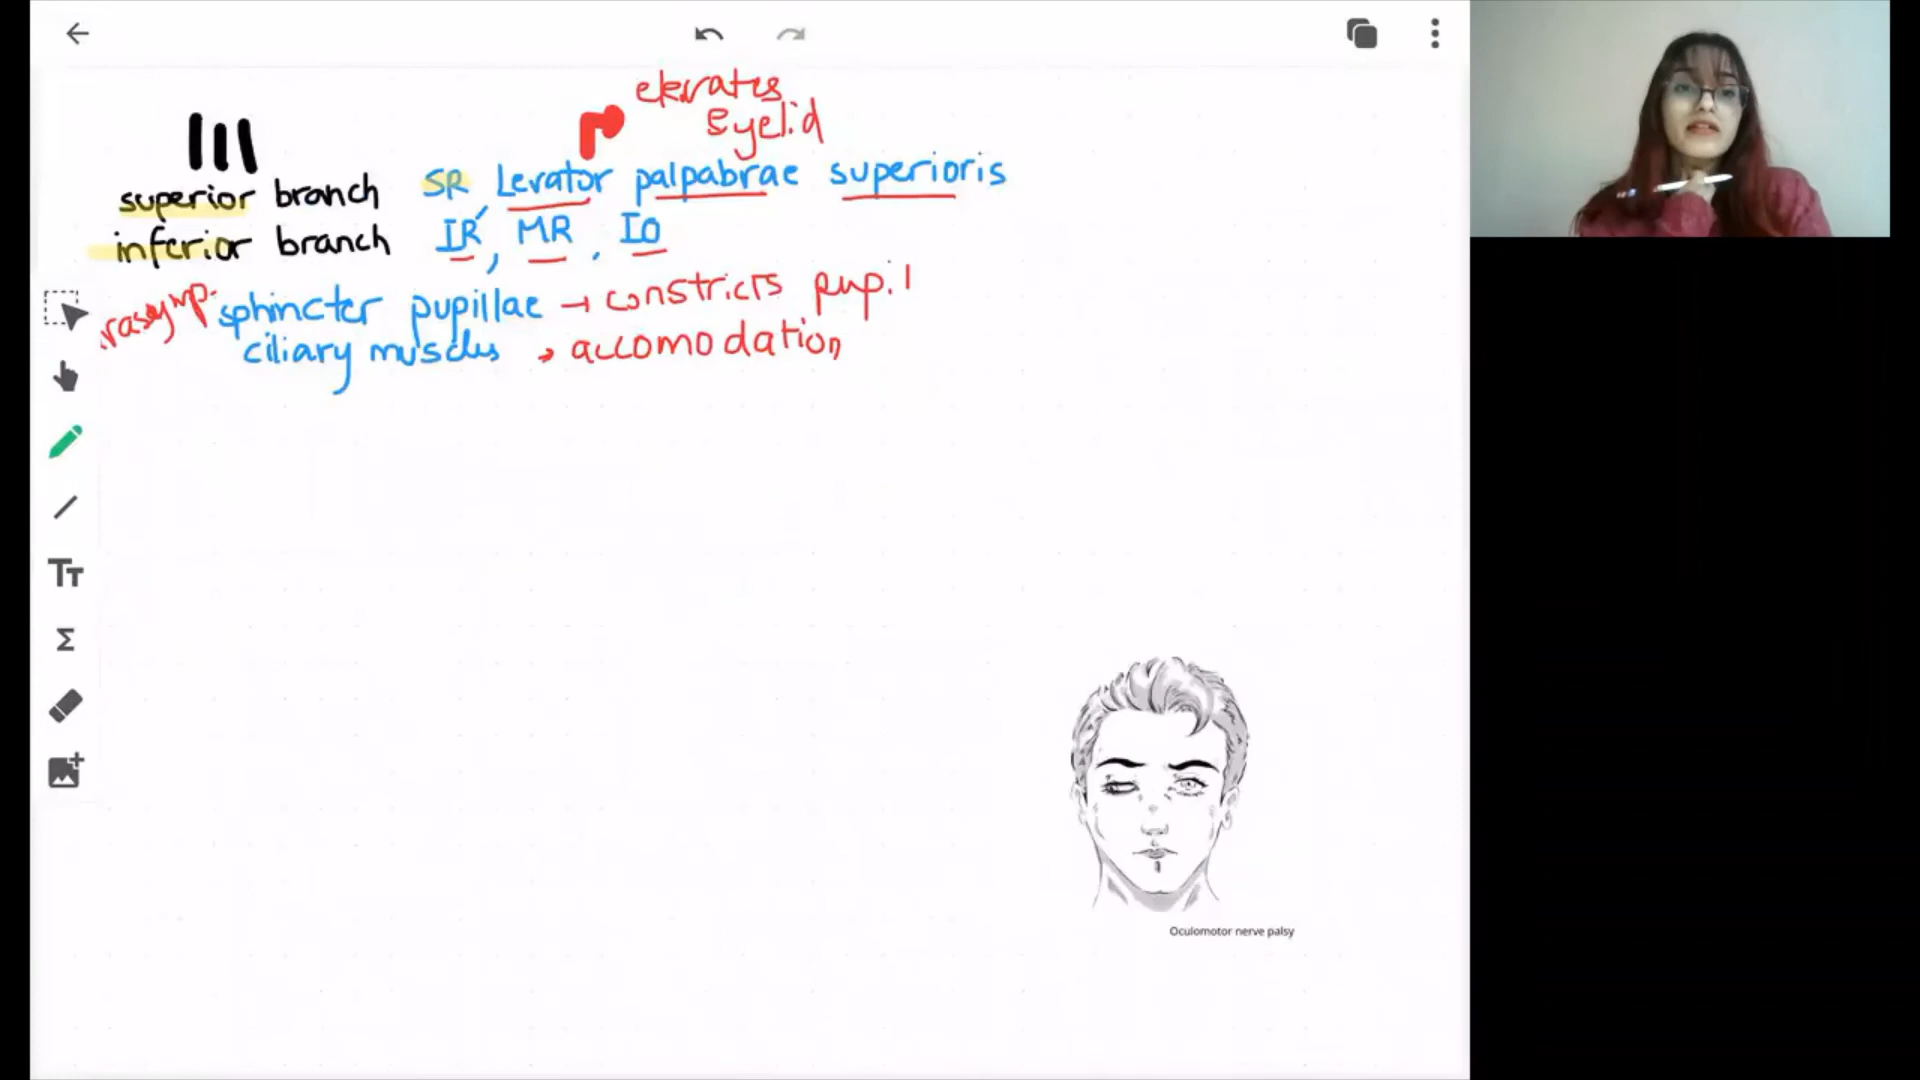 elevates
Eyelid
III
superior branch SR, Levator palpabrae superioris
inferior branch IR, MR, IO
sphincter pupillae → constricts pupil
ciliary muscles → accomodation
Tт
Σ
Oculomotor nerve palsy